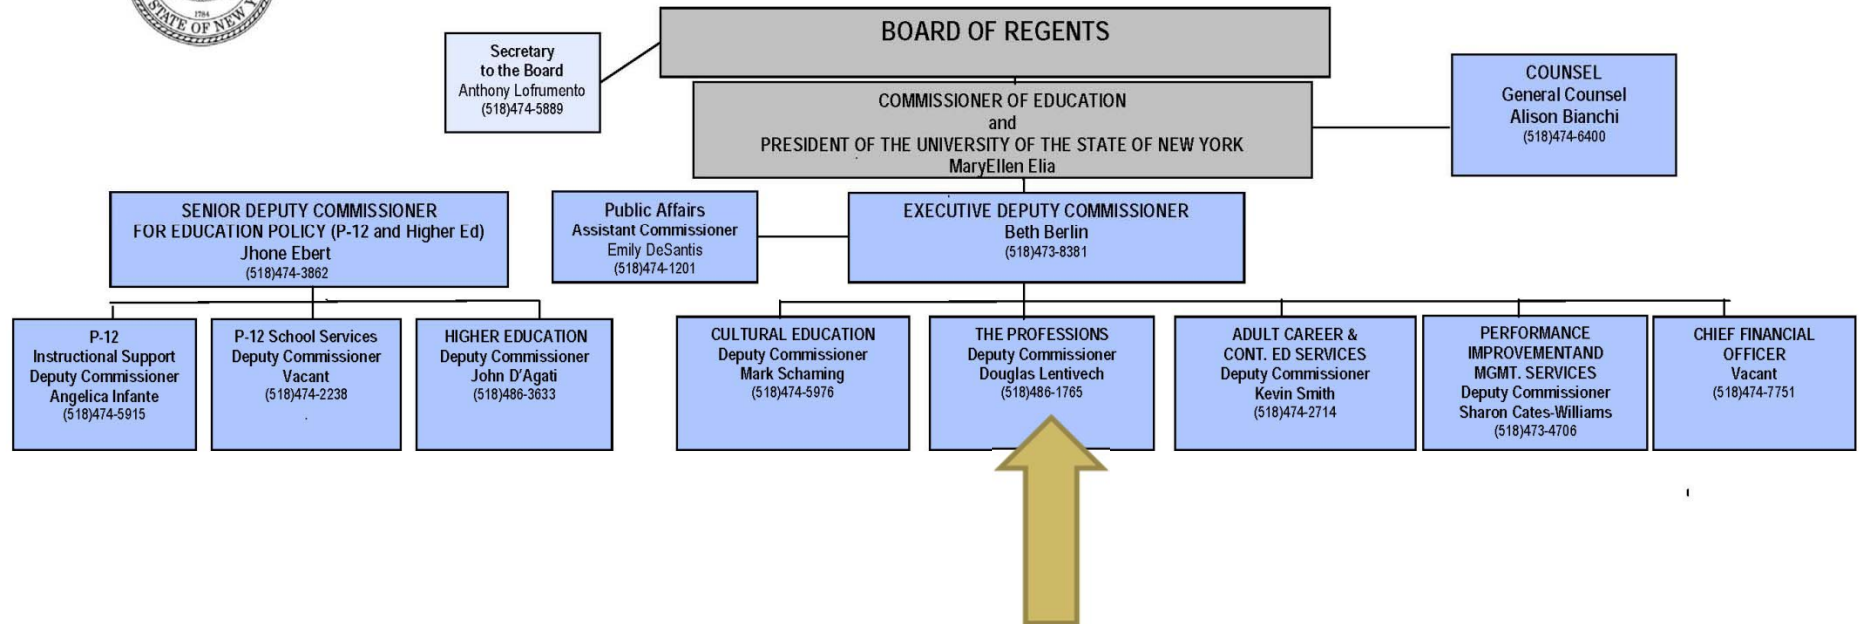 1784
STATE OF NEW Y
BOARD OF REGENTS
Secretary
to the Board
Anthony Lofrumento
(518)474-5889
COMMISSIONER OF EDUCATION
and
PRESIDENT OF THE UNIVERSITY OF THE STATE OF NEW YORK
MaryEllen Elia
COUNSEL
General Counsel
Alison Bianchi
(518)474-6400
SENIOR DEPUTY COMMISSIONER
FOR EDUCATION POLICY (P-12 and Higher Ed)
Jhone Ebert
(518)474-3862
Public Affairs
Assistant Commissioner
Emily DeSantis
(518)474-1201
EXECUTIVE DEPUTY COMMISSIONER
Beth Berlin
(518)473-8381
P-12
Instructional Support
Deputy Commissioner
Angelica Infante
(518)474-5915
P-12 School Services
Deputy Commissioner
Vacant
(518)474-2238
HIGHER EDUCATION
Deputy Commissioner
John D'Agati
(518)486-3633
CULTURAL EDUCATION
Deputy Commissioner
Mark Schaming
(518)474-5976
THE PROFESSIONS
Deputy Commissioner
Douglas Lentivech
(518)486-1765
ADULT CAREER &
CONT. ED SERVICES
Deputy Commissioner
Kevin Smith
(518)474-2714
PERFORMANCE
IMPROVEMENTAND
MGMT. SERVICES
Deputy Commissioner
Sharon Cates-Williams
(518)473-4706
CHIEF FINANCIAL
OFFICER
Vacant
(518)474-7751